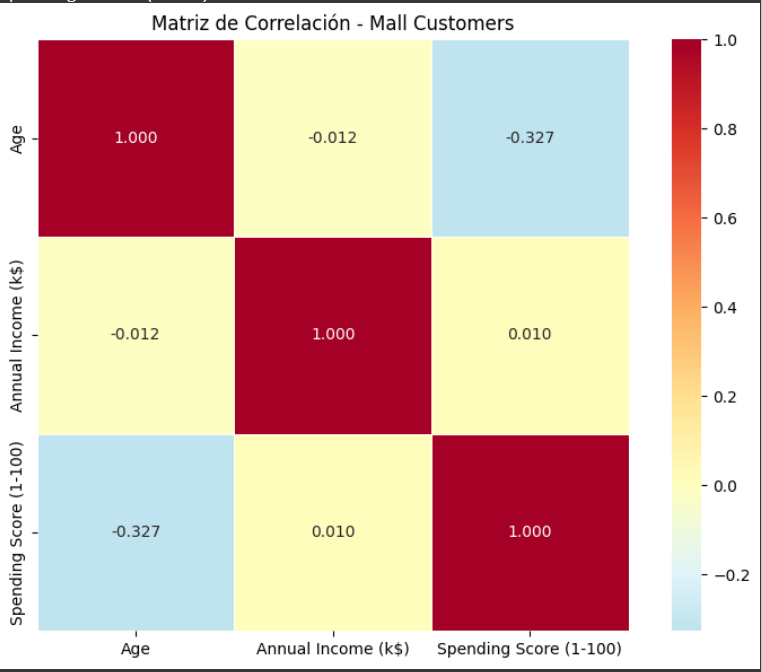 Matriz de Correlación - Mall Customers
1.0
Age
1.000
-0.012
-0.327
0.8
0.6
Annual Income (k$)
-0.012
1.000
0.010
0.4
0.2
Spending Score (1-100)
-0.327
0.010
1.000
0.0
−0.2
Age
Annual Income (k$)
Spending Score (1-100)